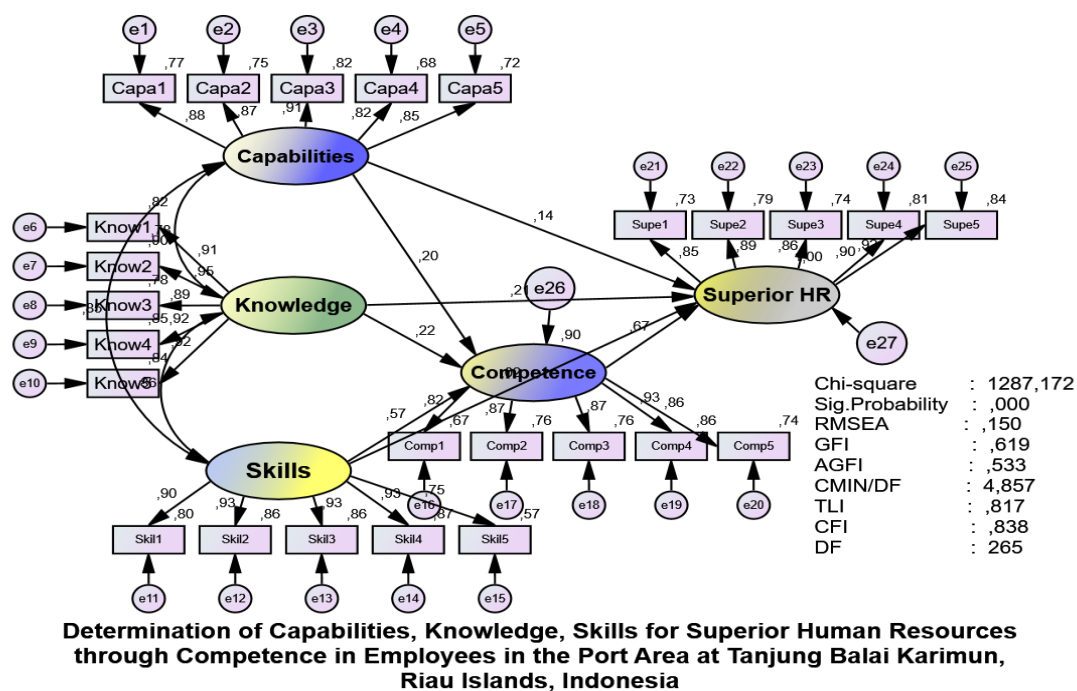 e1 e2 e3 e4 e5
,77 ,75 ,82 ,68 ,72
Capa1 Capa2 Capa3 Capa4 Capa5
,88 ,87 ,91 ,82 ,85
Capabilities
e21 e22 e23 e24 e25
,73 ,79 ,74 ,81 ,84
Supe1 Supe2 Supe3 Supe4 Supe5
,85 ,89 ,86 ,90 ,92
,00
Superior HR
e27
,14
,20
,82
e6 Know1
,91
e7 Know2
,95
,78
e8 Know3 ,89
,92
e9 Know4
,84
e10 Know5
Knowledge
,21
,22
e26
,90
,67
Competence
,57
,82 ,87 ,87 ,93 ,86
,67 ,76 ,76 ,86 ,74
Comp1 Comp2 Comp3 Comp4 Comp5
e16 e17 e18 e19 e20
Skills
,90 ,93 ,93 ,93 ,75
,80 ,86 ,86 ,87 ,57
Skil1 Skil2 Skil3 Skil4 Skil5
e11 e12 e13 e14 e15
Chi-square : 1287,172
Sig.Probability : ,000
RMSEA : ,150
GFI : ,619
AGFI : ,533
CMIN/DF : 4,857
TLI : ,817
CFI : ,838
DF : 265
Determination of Capabilities, Knowledge, Skills for Superior Human Resources
through Competence in Employees in the Port Area at Tanjung Balai Karimun,
Riau Islands, Indonesia